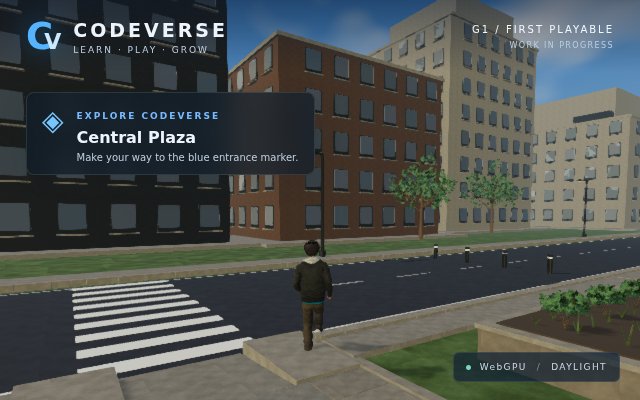 Cv CODEVERSE
LEARN · PLAY · GROW
G1 / FIRST PLAYABLE
WORK IN PROGRESS
EXPLORE CODEVERSE
Central Plaza
Make your way to the blue entrance marker.
WebGPU / DAYLIGHT